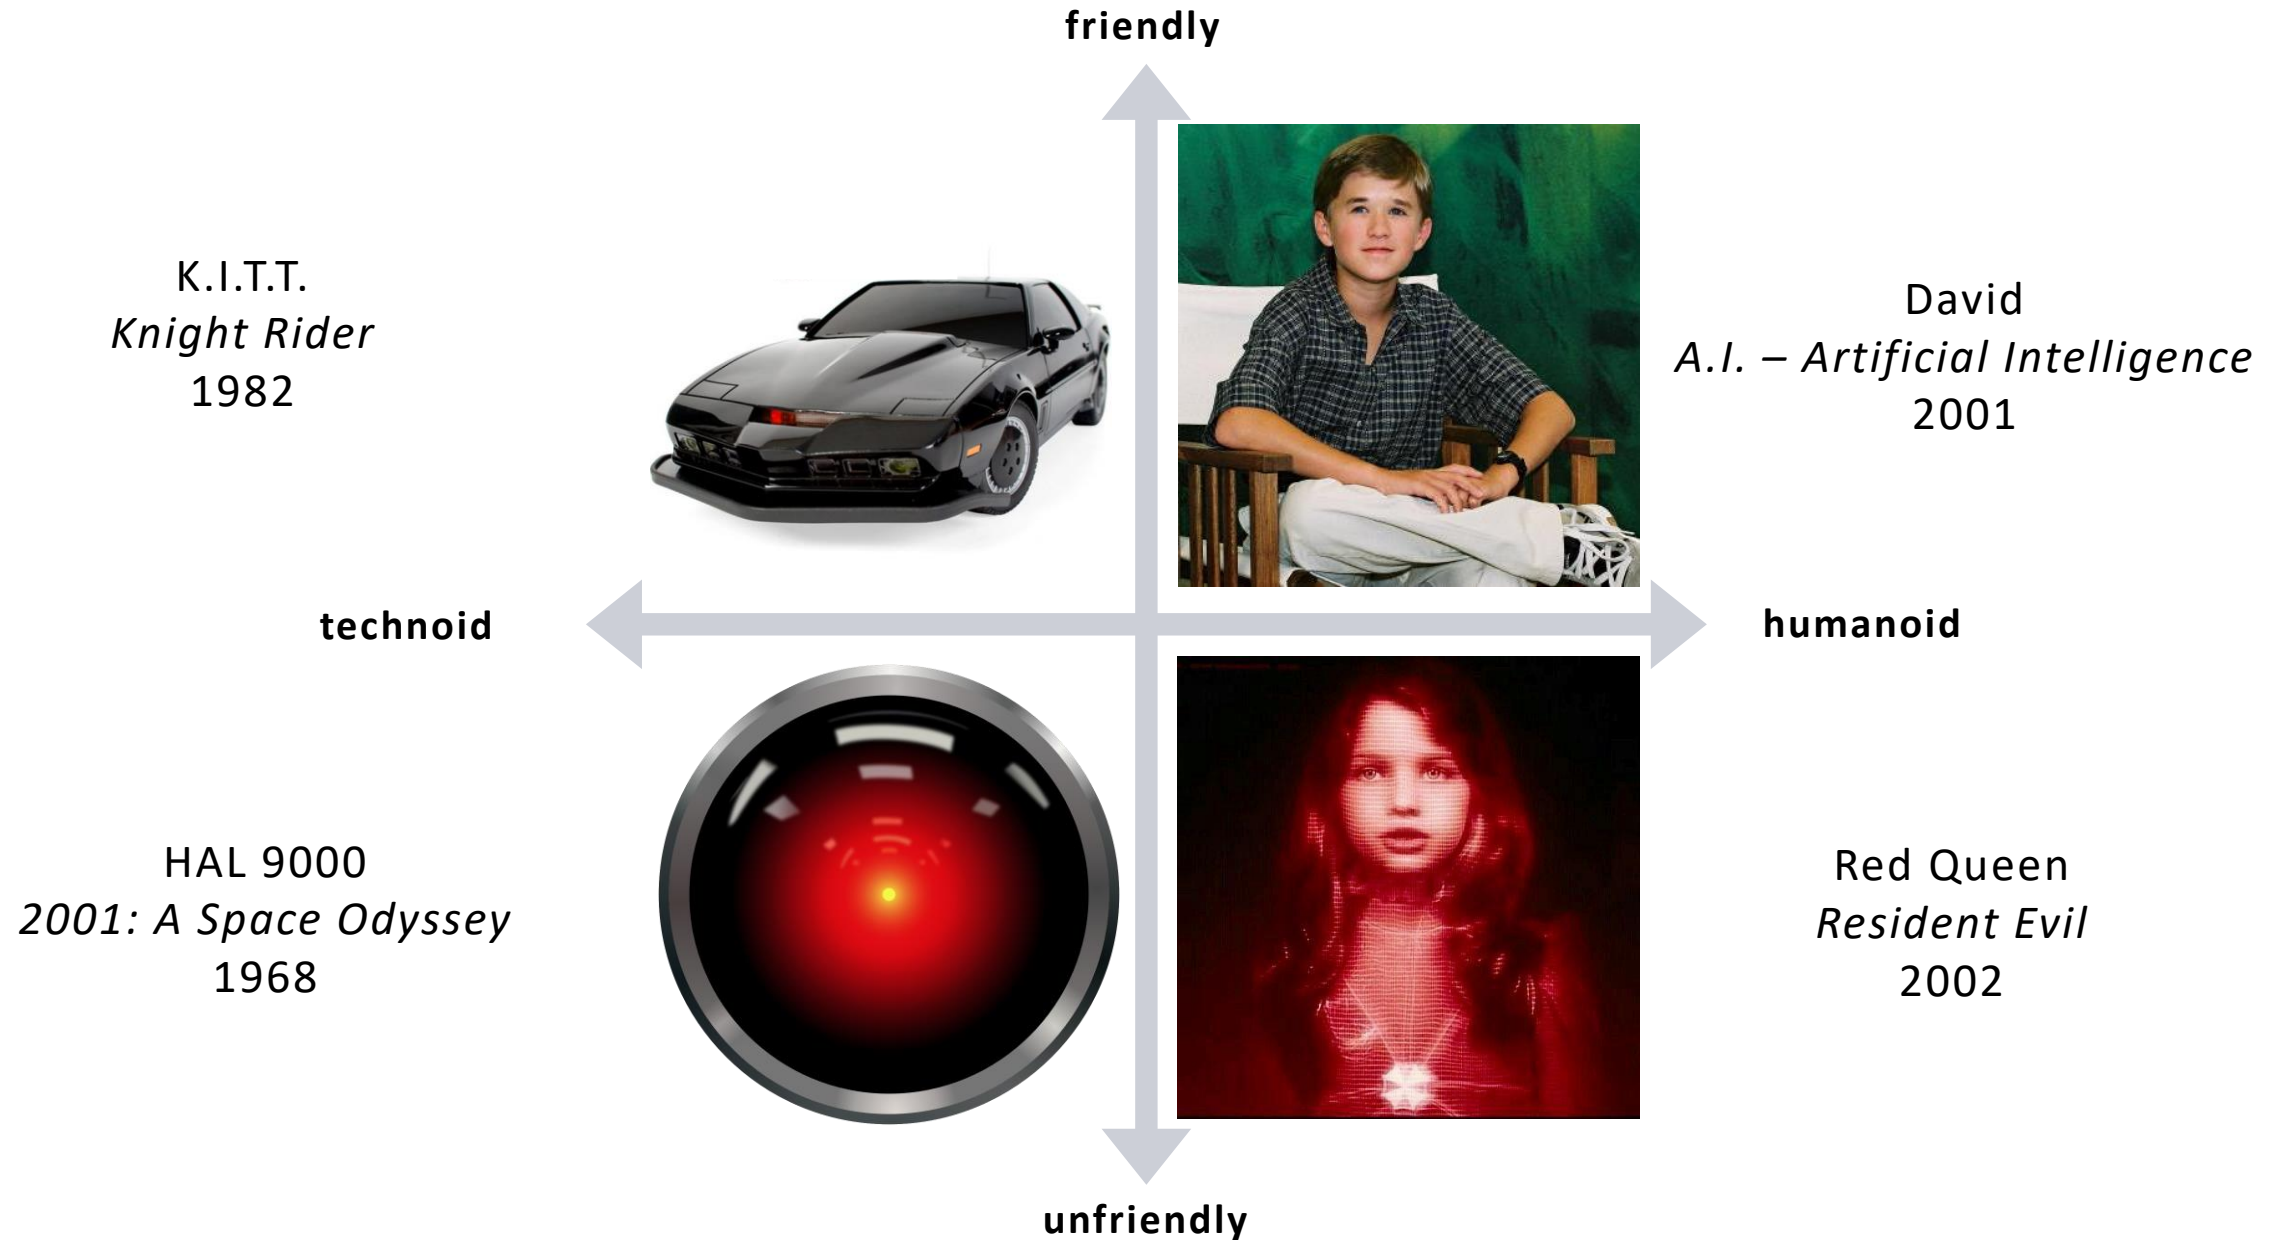 friendly
K.I.T.T.
Knight Rider
1982
David
A.I. – Artificial Intelligence
2001
technoid
humanoid
HAL 9000
2001: A Space Odyssey
1968
Red Queen
Resident Evil
2002
unfriendly